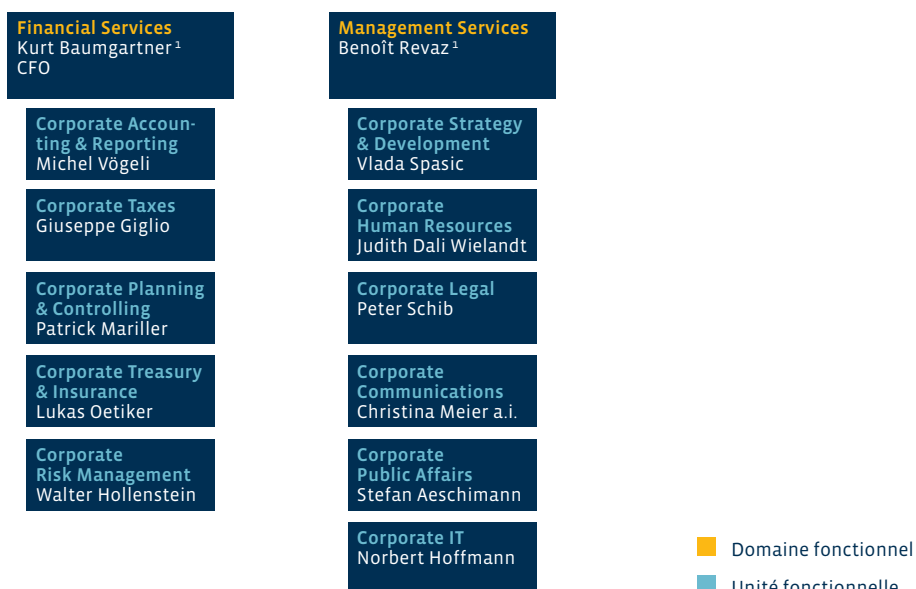 Financial Services
Kurt Baumgartner ¹
CFO
Corporate Accoun-
ting & Reporting
Michel Vögeli
Corporate Taxes
Giuseppe Giglio
Corporate Planning
& Controlling
Patrick Mariller
Corporate Treasury
& Insurance
Lukas Oetiker
Corporate
Risk Management
Walter Hollenstein
Management Services
Benoît Revaz ¹
Corporate Strategy
& Development
Vlada Spasic
Corporate
Human Resources
Judith Dali Wielandt
Corporate Legal
Peter Schib
Corporate
Communications
Christina Meier a.i.
Corporate
Public Affairs
Stefan Aeschimann
Corporate IT
Norbert Hoffmann
Domaine fonctionnel
Unité fonctionnelle